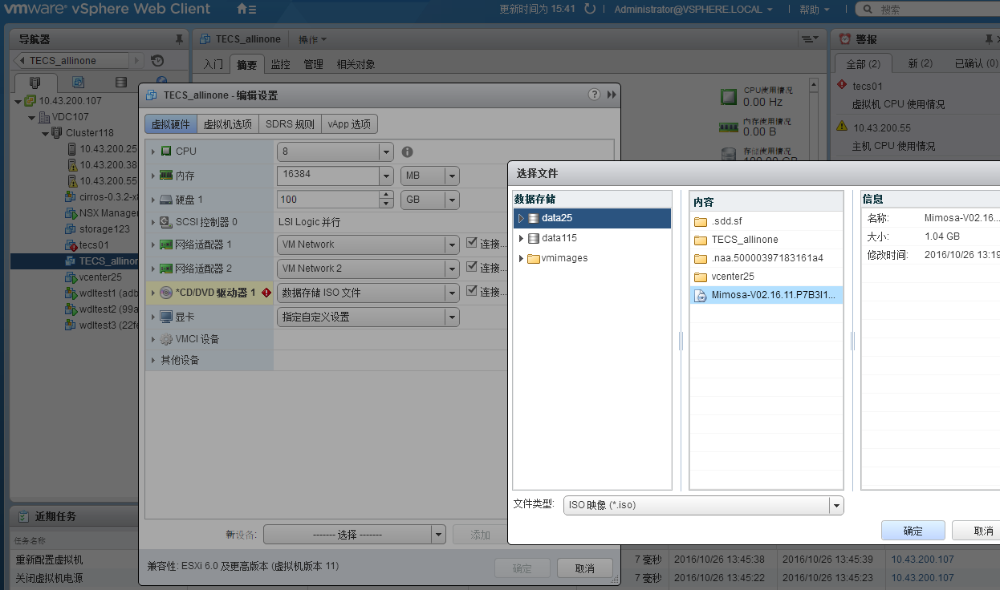 vmware® vSphere Web Client
更新时间为 15:41
Administrator@VSPHERE.LOCAL
帮助
搜索
导航器
TECS_allinone
10.43.200.107
VDC107
Cluster118
10.43.200.25
10.43.200.38
10.43.200.55
cirros-0.3.2-x8
NSX Manager
storage123
tecs01
TECS_allinon
vcenter25
wdltest1 (adb
wdltest2 (99a
wdltest3 (22fe
TECS_allinone
操作
入门
摘要
监控
管理
相关对象
CPU使用情况
0.00 Hz
内存使用情况
0.00 B
存储使用情况
100.00 GB
警报
全部 (2)
新 (2)
已确认 (0)
tecs01
虚拟机 CPU 使用情况
10.43.200.55
主机 CPU 使用情况
TECS_allinone - 编辑设置
虚拟硬件
虚拟机选项
SDRS 规则
vApp 选项
CPU
8
内存
16384
MB
硬盘 1
100
GB
SCSI 控制器 0
LSI Logic 并行
网络适配器 1
VM Network
连接...
网络适配器 2
VM Network 2
连接...
*CD/DVD 驱动器 1
数据存储 ISO 文件
连接...
显卡
指定自定义设置
VMCI 设备
其他设备
新设备:
------- 选择 -------
添加
兼容性: ESXi 6.0 及更高版本 (虚拟机版本 11)
确定
取消
选择文件
数据存储
data25
data115
vmimages
内容
.sdd.sf
TECS_allinone
.naa.50000397183161a4
vcenter25
Mimosa-V02.16.11.P7B3I1...
信息
名称:
Mimosa-V02.16...
大小:
1.04 GB
修改时间:
2016/10/26 13:19
文件类型:
ISO 映像 (*.iso)
确定
取消
近期任务
任务名称
重新配置虚拟机
7 毫秒
2016/10/26 13:45:38
2016/10/26 13:45:39
10.43.200.107
关闭虚拟机电源
7 毫秒
2016/10/26 13:45:22
2016/10/26 13:45:23
10.43.200.107